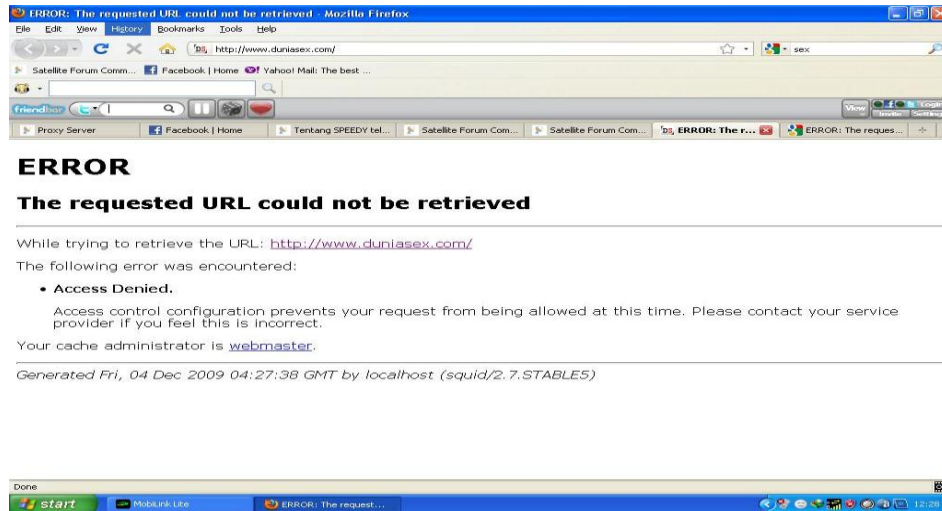 ERROR: The requested URL could not be retrieved - Mozilla Firefox
File Edit View History Bookmarks Tools Help
http://www.duniasex.com/ sex
Satellite Forum Comm... Facebook | Home Yahoo! Mail: The best ...
friendbar View Invite Login Settings
Proxy Server Facebook | Home Tentang SPEEDY tel... Satellite Forum Com... Satellite Forum Com... ERROR: The r... ERROR: The reques...
ERROR
The requested URL could not be retrieved
While trying to retrieve the URL: http://www.duniasex.com/
The following error was encountered:
• Access Denied.
Access control configuration prevents your request from being allowed at this time. Please contact your service
provider if you feel this is incorrect.
Your cache administrator is webmaster.
Generated Fri, 04 Dec 2009 04:27:38 GMT by localhost (squid/2.7.STABLE5)
Done
start MobiLink Lite ERROR: The request... 12:28